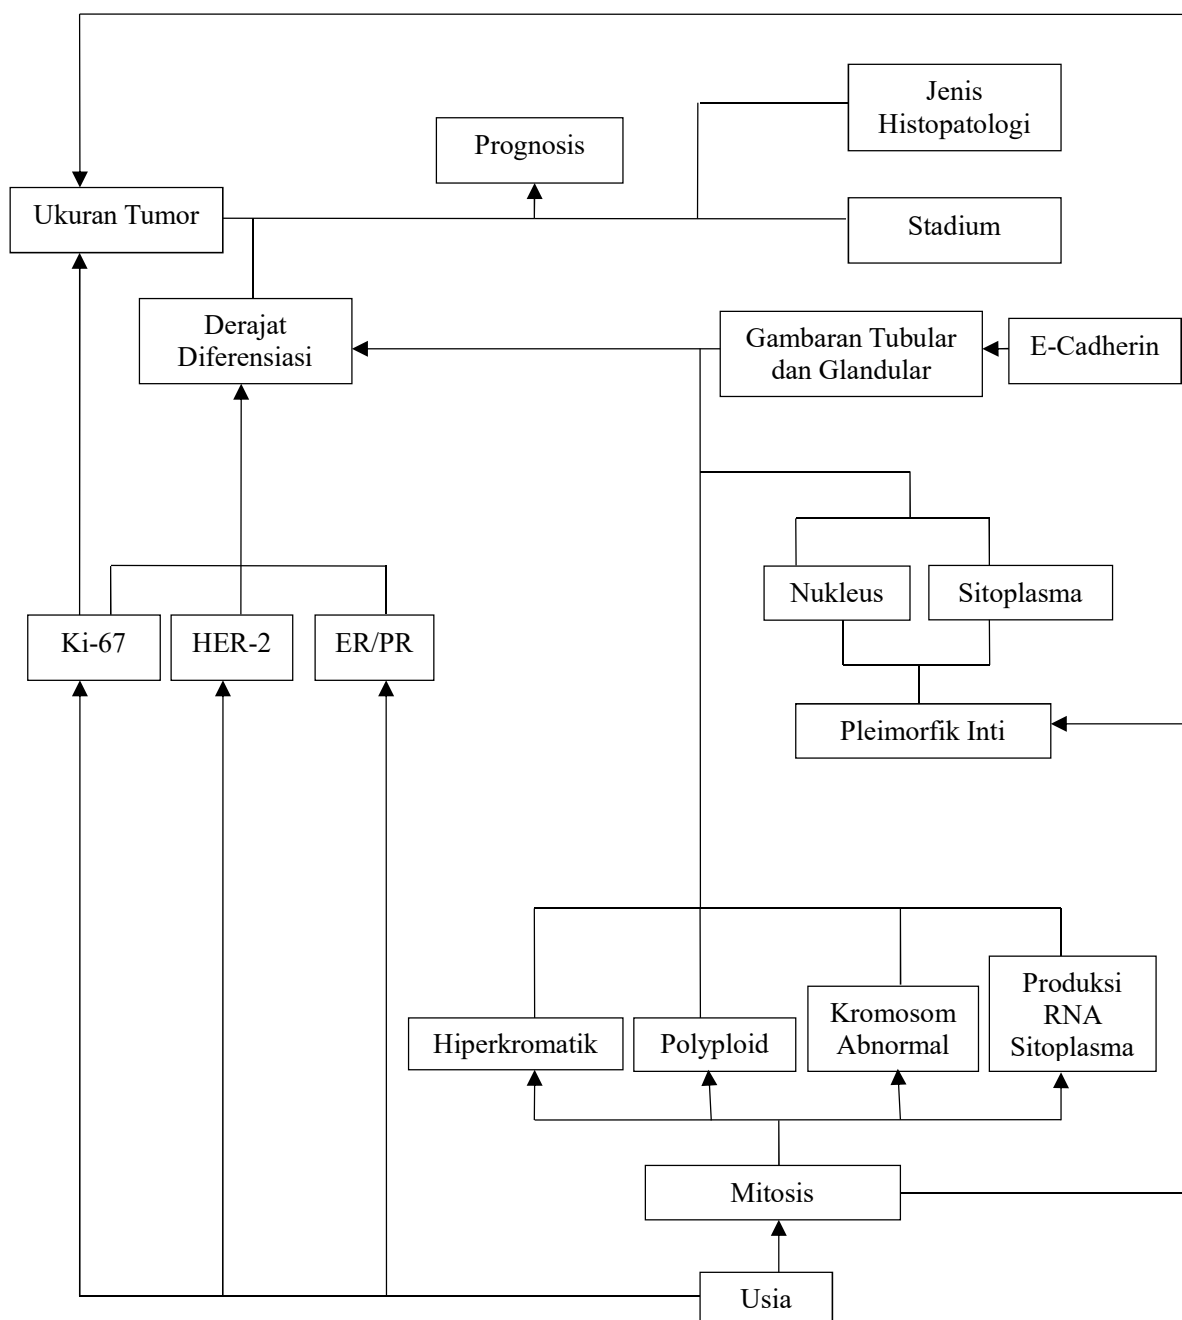 Jenis
Histopatologi
Prognosis
Ukuran Tumor
Stadium
Derajat
Diferensiasi
Gambaran Tubular
dan Glandular
E-Cadherin
Nukleus
Sitoplasma
Ki-67
HER-2
ER/PR
Pleimorfik Inti
Hiperkromatik
Polyploid
Kromosom
Abnormal
Produksi
RNA
Sitoplasma
Mitosis
Usia